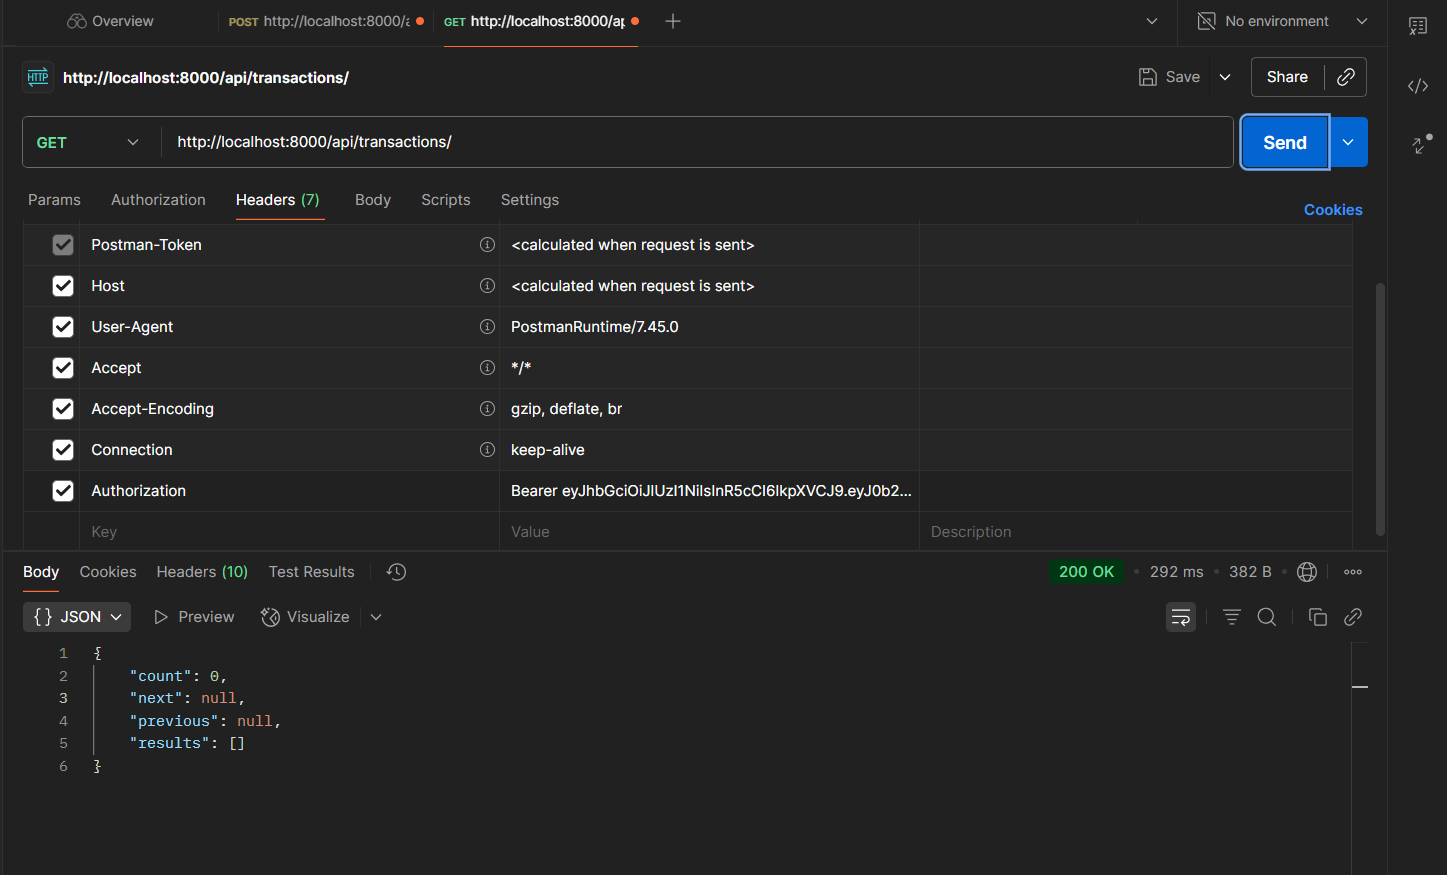 Overview
POST http://localhost:8000/a
GET http://localhost:8000/ap
No environment
HTTP
http://localhost:8000/api/transactions/
Save
Share
GET
http://localhost:8000/api/transactions/
Send
Params
Authorization
Headers (7)
Body
Scripts
Settings
Cookies
Postman-Token
<calculated when request is sent>
Host
<calculated when request is sent>
User-Agent
PostmanRuntime/7.45.0
Accept
*/*
Accept-Encoding
gzip, deflate, br
Connection
keep-alive
Authorization
Bearer eyJhbGciOiJIUzI1NiIsInR5cCI6IkpXVCJ9.eyJ0b2...
Key
Value
Description
Body
Cookies
Headers (10)
Test Results
200 OK
292 ms
382 B
{} JSON
Preview
Visualize
1 {
2 "count": 0,
3 "next": null,
4 "previous": null,
5 "results": []
6 }